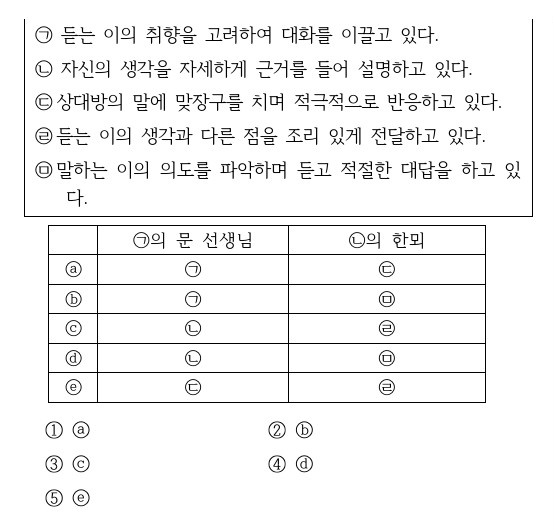 ㉠ 듣는 이의 취향을 고려하여 대화를 이끌고 있다.
㉡ 자신의 생각을 자세하게 근거를 들어 설명하고 있다.
㉢ 상대방의 말에 맞장구를 치며 적극적으로 반응하고 있다.
㉣ 듣는 이의 생각과 다른 점을 조리 있게 전달하고 있다.
㉤ 말하는 이의 의도를 파악하며 듣고 적절한 대답을 하고 있
다.
㉠의 문 선생님 ㉡의 한뫼
ⓐ ㉠ ㉢
ⓑ ㉠ ㉤
ⓒ ㉡ ㉣
ⓓ ㉡ ㉤
ⓔ ㉢ ㉣
① ⓐ ② ⓑ
③ ⓒ ④ ⓓ
⑤ ⓔ